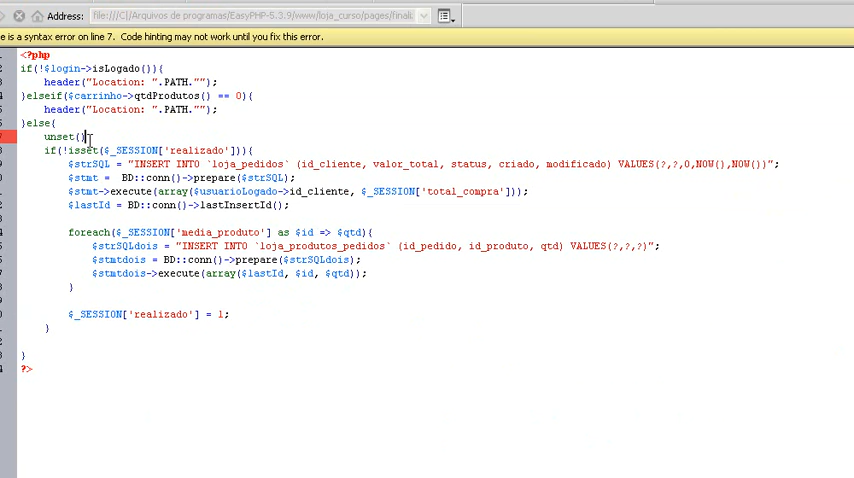 Address: file:///C|/Arquivos de programas/EasyPHP-5.3.9/www/loja_curso/pages/finali
e is a syntax error on line 7. Code hinting may not work until you fix this error.
<?php
if(!$login->isLogado()){
header("Location: ".PATH."");
}elseif($carrinho->qtdProdutos() == 0){
header("Location: ".PATH."");
}else{
unset()
if(!isset($_SESSION['realizado'])){
$strSQL = "INSERT INTO `loja_pedidos` (id_cliente, valor_total, status, criado, modificado) VALUES(?,?,0,NOW(),NOW())";
$stmt = BD::conn()->prepare($strSQL);
$stmt->execute(array($usuarioLogado->id_cliente, $_SESSION['total_compra']));
$lastId = BD::conn()->lastInsertId();
foreach($_SESSION['media_produto'] as $id => $qtd){
$strSQLdois = "INSERT INTO `loja_produtos_pedidos` (id_pedido, id_produto, qtd) VALUES(?,?,?)";
$stmtdois = BD::conn()->prepare($strSQLdois);
$stmtdois->execute(array($lastId, $id, $qtd));
}
$_SESSION['realizado'] = 1;
}
}
?>